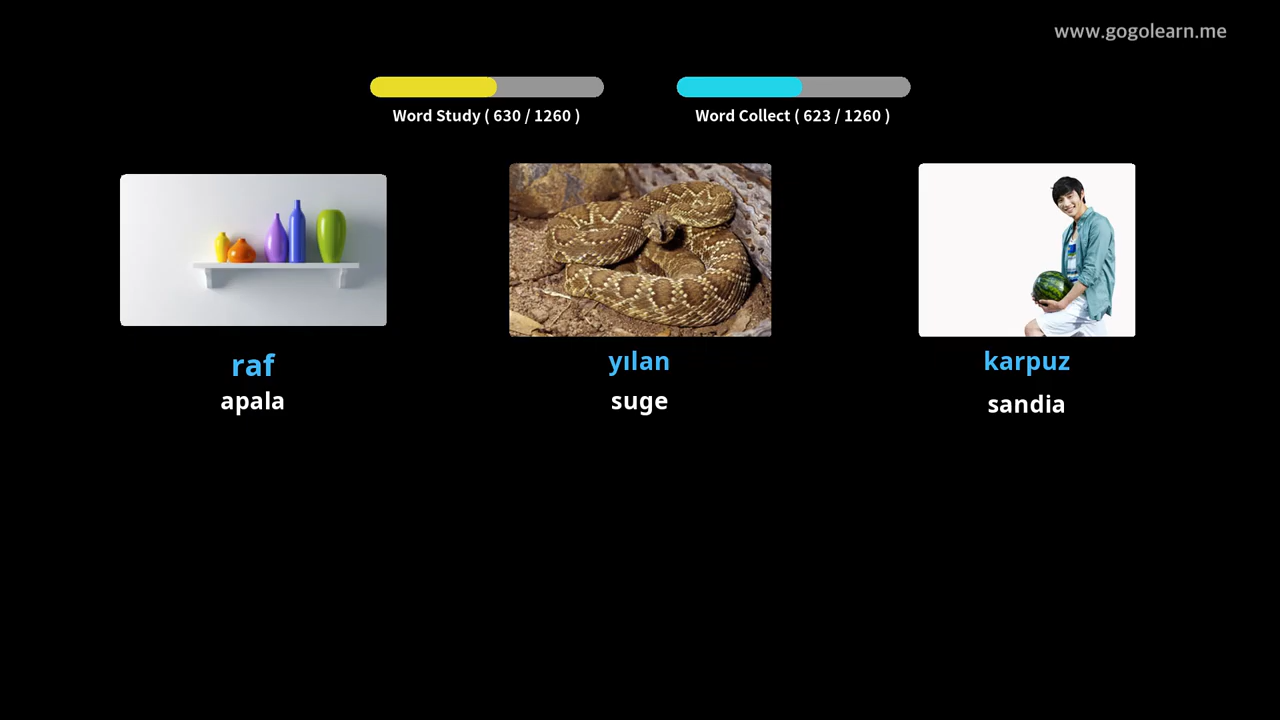 www.gogolearn.me
Word Study ( 630 / 1260 )
Word Collect ( 623 / 1260 )
raf
apala
yılan
suge
karpuz
sandia